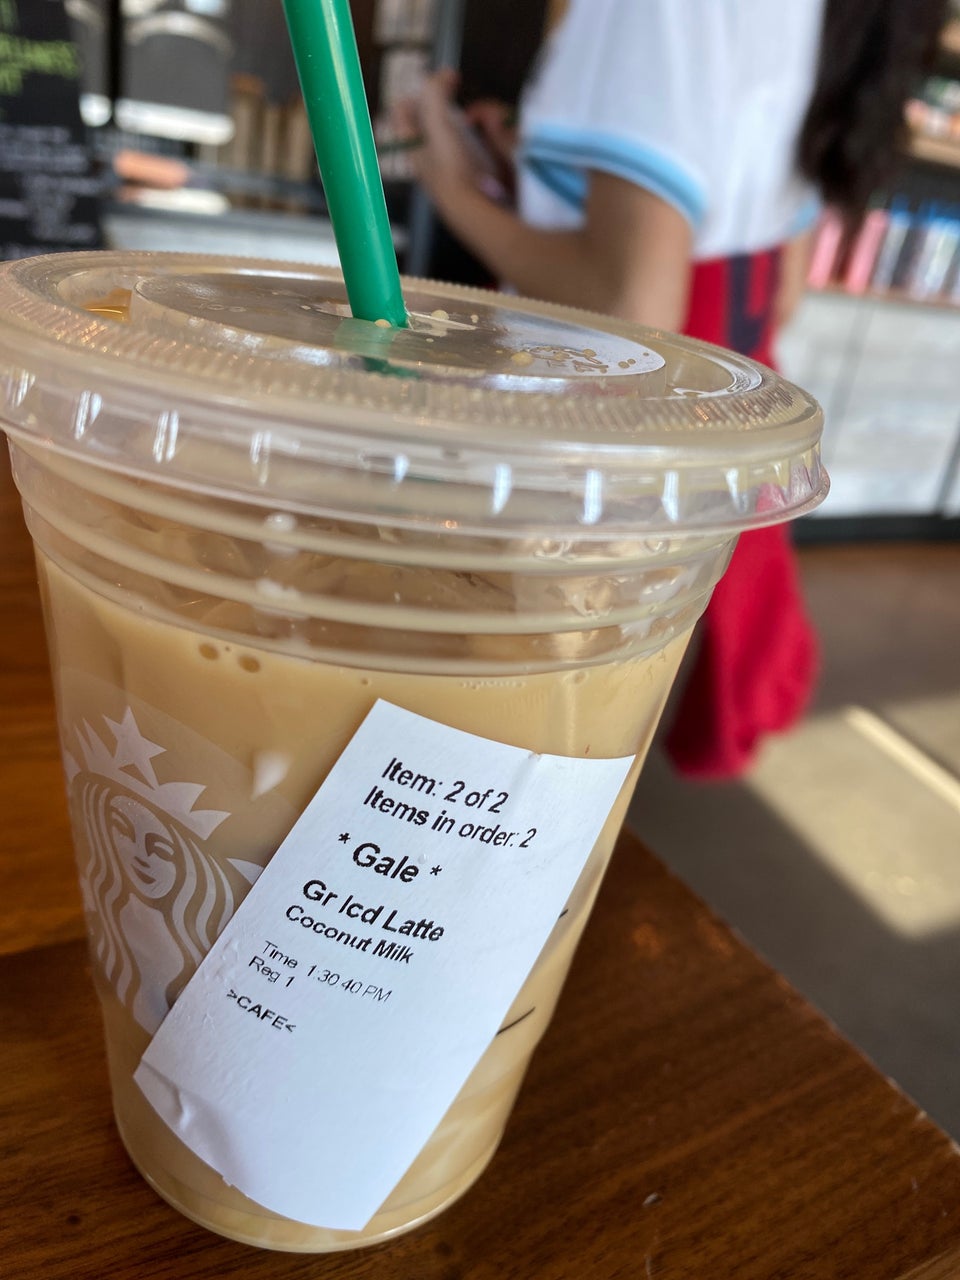 Item: 2 of 2
Items in order: 2
* Gale *
Gr Icd Latte
Coconut Milk
Time 1:30:40 PM
Reg 1
>CAFE<